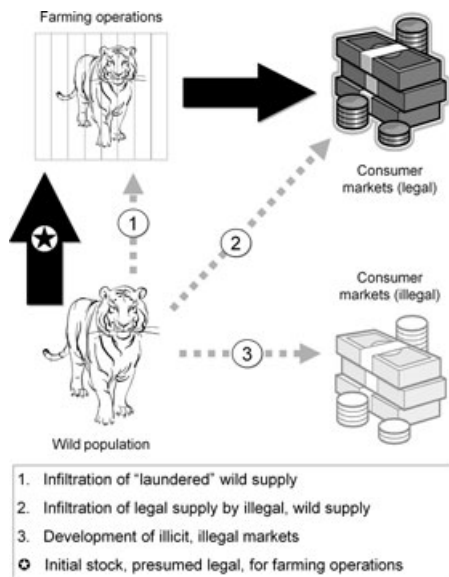 Farming operations
Consumer
markets (legal)
1
2
Consumer
markets (illegal)
3
Wild population
1. Infiltration of "laundered" wild supply
2. Infiltration of legal supply by illegal, wild supply
3. Development of illicit, illegal markets
✪ Initial stock, presumed legal, for farming operations